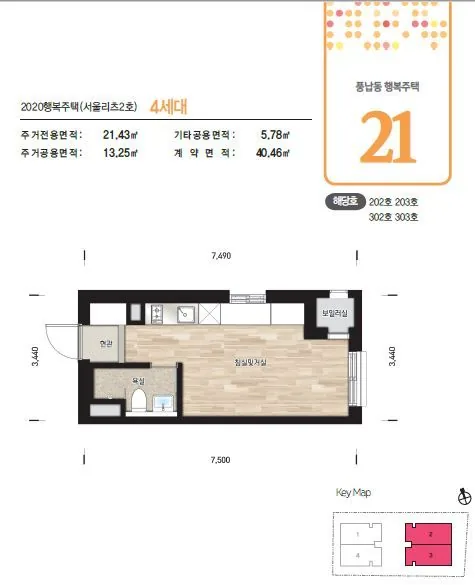 풍납동 행복주택
21
2020행복주택(서울리츠2호) 4세대
주거전용면적: 21,43㎡ 기타공용면적: 5,78㎡
주거공용면적: 13,25㎡ 계 약 면 적: 40,46㎡
해당호 202호 203호
302호 303호
7,490
보일러실
현관
3,440
침실및거실
3,440
욕실
7,500
Key Map
1
2
4
3